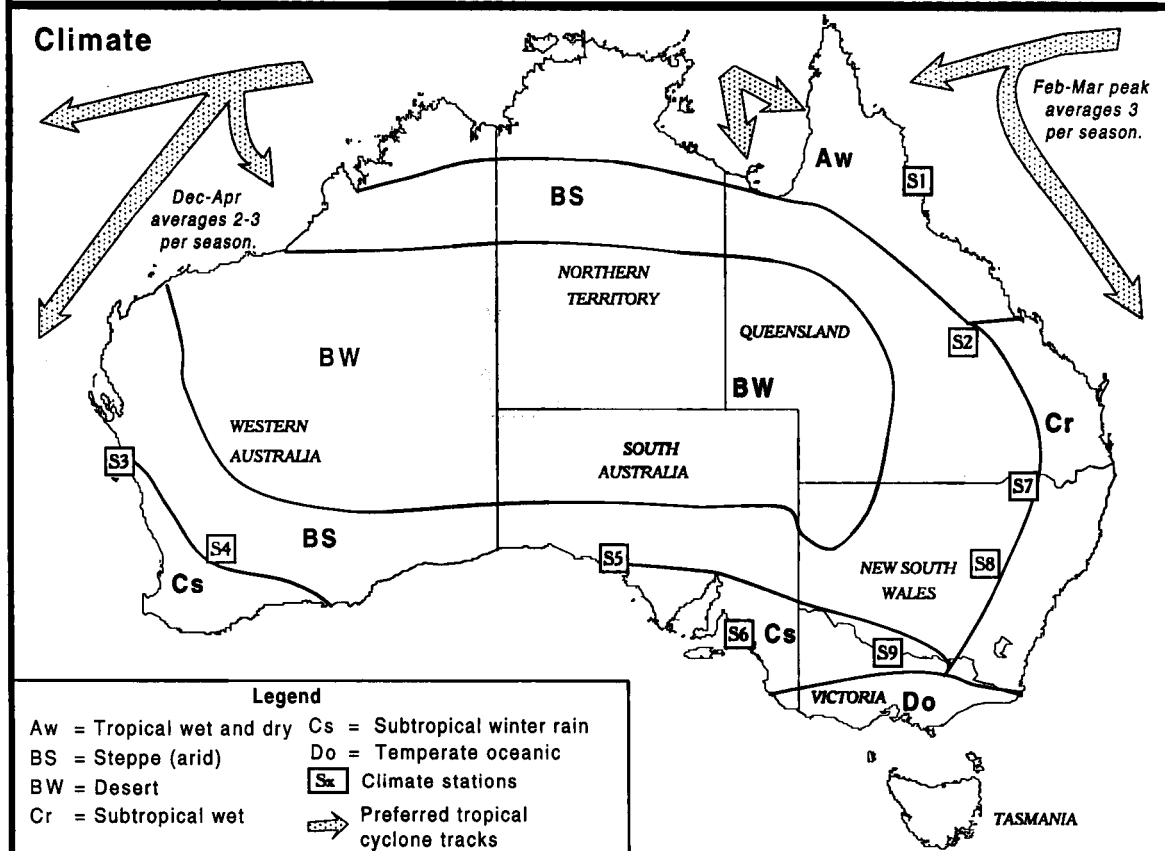 Climate
Feb-Mar peak
averages 3
per season.
Aw
S1
Dec-Apr
averages 2-3
per season.
BS
NORTHERN
TERRITORY
QUEENSLAND
S2
BW
BW
Cr
WESTERN
AUSTRALIA
SOUTH
AUSTRALIA
S3
S7
BS
S4
S5
S8
NEW SOUTH
WALES
Cs
S6
Cs
S9
VICTORIA
Do
TASMANIA
Legend
Aw = Tropical wet and dry
BS = Steppe (arid)
BW = Desert
Cr = Subtropical wet
Cs = Subtropical winter rain
Do = Temperate oceanic
Sx Climate stations
Preferred tropical
cyclone tracks